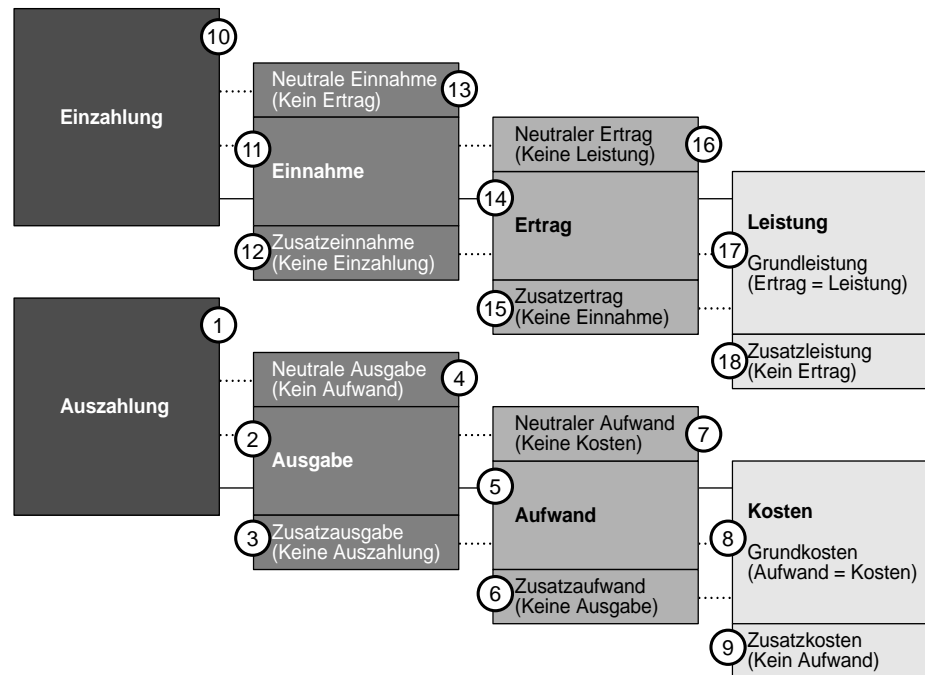 10
Einzahlung
Neutrale Einnahme
(Kein Ertrag)
13
11
Einnahme
12
Zusatzeinnahme
(Keine Einzahlung)
Neutraler Ertrag
(Keine Leistung)
16
14
Ertrag
15
Zusatzertrag
(Keine Einnahme)
Leistung
17
Grundleistung
(Ertrag = Leistung)
18
Zusatzleistung
(Kein Ertrag)
1
Auszahlung
Neutrale Ausgabe
(Kein Aufwand)
4
2
Ausgabe
3
Zusatzausgabe
(Keine Auszahlung)
Neutraler Aufwand
(Keine Kosten)
7
5
Aufwand
6
Zusatzaufwand
(Keine Ausgabe)
Kosten
8
Grundkosten
(Aufwand = Kosten)
9
Zusatzkosten
(Kein Aufwand)